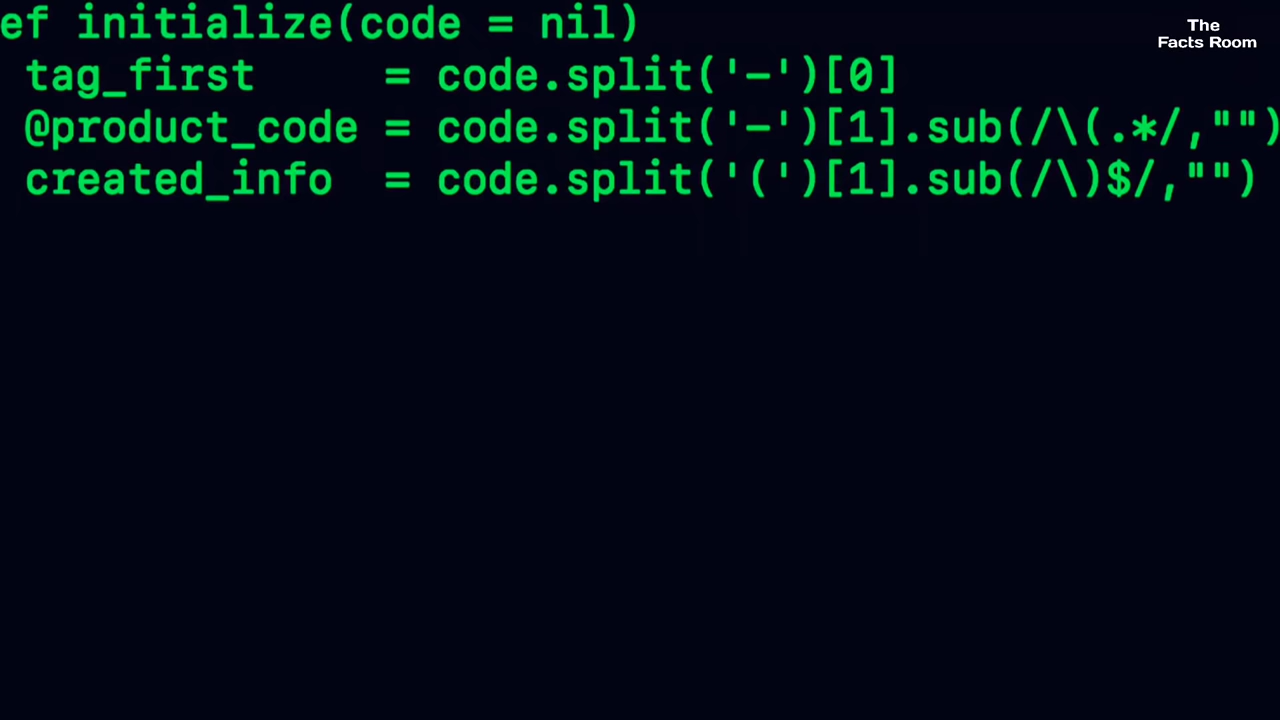 ef initialize(code = nil)
tag_first = code.split('-')[0]
@product_code = code.split('-')[1].sub(/\(.*/,"")
created_info = code.split('(')[1].sub(/\)$/,"")
The
Facts Room